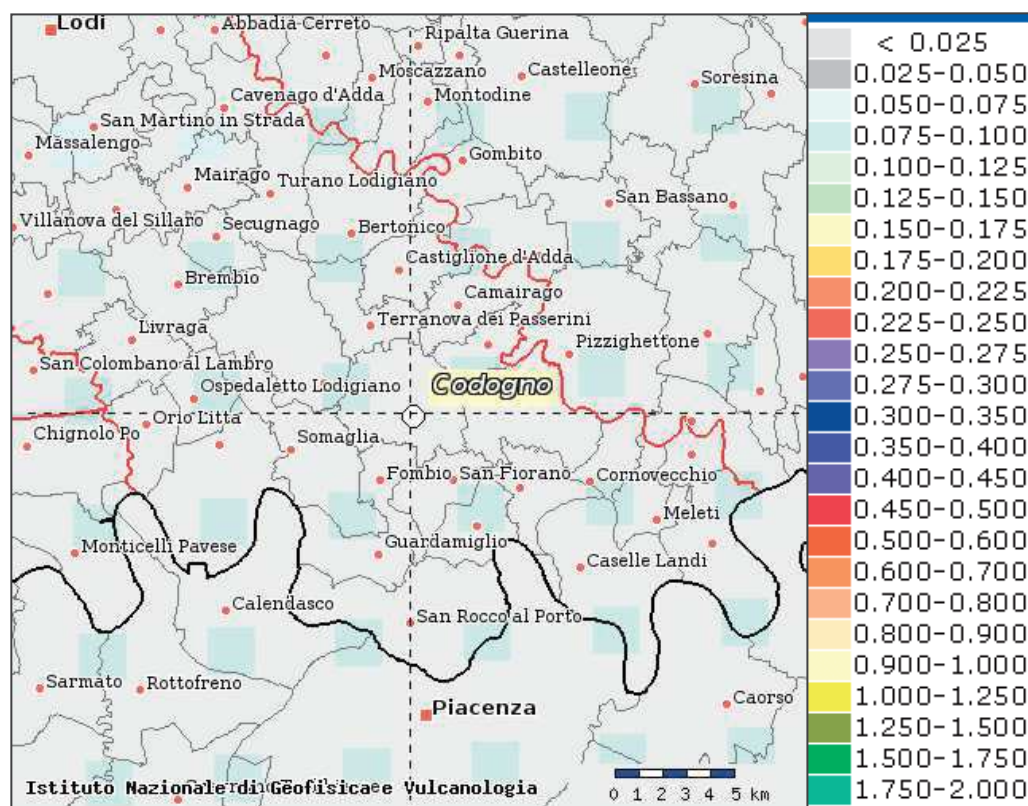 Lodi
Abbadia Cerreto
Ripalta Guerina
Moscazzano
Castelleone
Soresina
Cavenago d'Adda
Montodine
San Martino in Strada
Massalengo
Gombito
Mairago
Turano Lodigiano
San Bassano
Villanova del Sillaro
Secugnago
Bertonico
Castiglione d'Adda
Brembio
Camairago
Terranova dei Passerini
Livraga
Pizzighettone
San Colombano al Lambro
Ospedaletto Lodigiano
Codogno
Orio Litta
Chignolo Po
Somaglia
Fombio
San Fiorano
Cornovecchio
Meleti
Monticelli Pavese
Guardamiglio
Caselle Landi
Calendasco
San Rocco al Porto
Sarmato
Rottofreno
Caorso
Piacenza
Istituto Nazionale di Geofisica e Vulcanologia
0 1 2 3 4 5 km
< 0.025
0.025-0.050
0.050-0.075
0.075-0.100
0.100-0.125
0.125-0.150
0.150-0.175
0.175-0.200
0.200-0.225
0.225-0.250
0.250-0.275
0.275-0.300
0.300-0.350
0.350-0.400
0.400-0.450
0.450-0.500
0.500-0.600
0.600-0.700
0.700-0.800
0.800-0.900
0.900-1.000
1.000-1.250
1.250-1.500
1.500-1.750
1.750-2.000